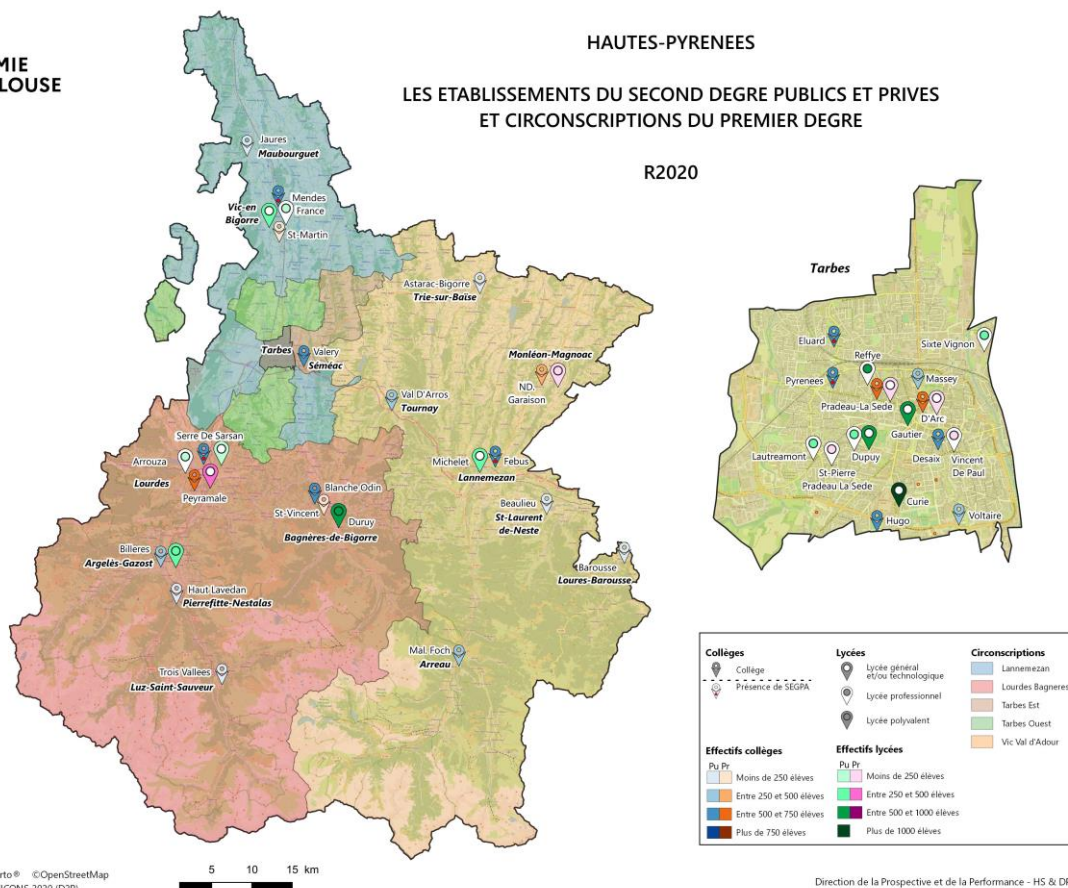 MIE
LOUSE
HAUTES-PYRENEES
LES ETABLISSEMENTS DU SECOND DEGRE PUBLICS ET PRIVES
ET CIRCONSCRIPTIONS DU PREMIER DEGRE
R2020
Jaures
Maubourguet
Mendes
France
Vic-en
Bigorre
St-Martin
Astarac-Bigorre
Trie-sur-Baïse
Tarbes
Valery
Séméac
Monléon-Magnoac
ND.
Garaison
Val D'Arros
Tournay
Serre De Sarsan
Arrouza
Lourdes
Peyramale
Michelet
Febus
Lannemezan
Blanche Odin
St-Vincent
Duruy
Bagnères-de-Bigorre
Beaulieu
St-Laurent
de-Neste
Billeres
Argelès-Gazost
Barousse
Loures-Barousse
Haut Lavedan
Pierrefitte-Nestalas
Mal. Foch
Arreau
Trois Vallees
Luz-Saint-Sauveur
Tarbes
Eluard
Sixte Vignon
Reffye
Pyrenees
Massey
Pradeau-La Sede
D'Arc
Gautier
Lautreamont
Dupuy
Desaix
Vincent
De Paul
St-Pierre
Pradeau La Sede
Curie
Hugo
Voltaire
Collèges
Collège
Présence de SEGPA
Lycées
Lycée général
et/ou technologique
Lycée professionnel
Lycée polyvalent
Circonscriptions
Lannemezan
Lourdes Bagneres
Tarbes Est
Tarbes Ouest
Vic Val d'Adour
Effectifs collèges
Pu Pr
Moins de 250 élèves
Entre 250 et 500 élèves
Entre 500 et 750 élèves
Plus de 750 élèves
Effectifs lycées
Pu Pr
Moins de 250 élèves
Entre 250 et 500 élèves
Entre 500 et 1000 élèves
Plus de 1000 élèves
5 10 15 km
rto® ©OpenStreetMap
Direction de la Prospective et de la Performance - HS &